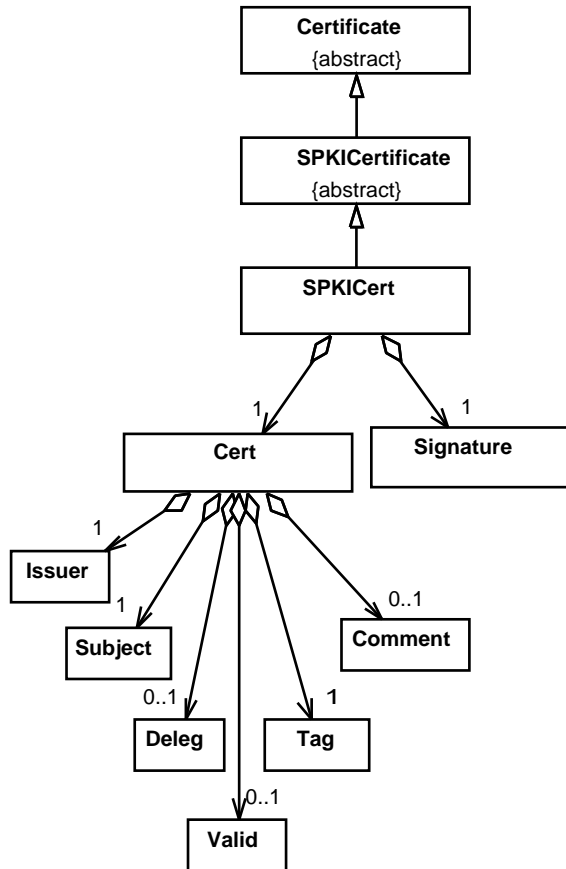 Certificate
{abstract}
SPKICertificate
{abstract}
SPKICert
1
1
Cert
Signature
1
Issuer
1
Subject
0..1
Comment
0..1
1
Deleg
Tag
0..1
Valid